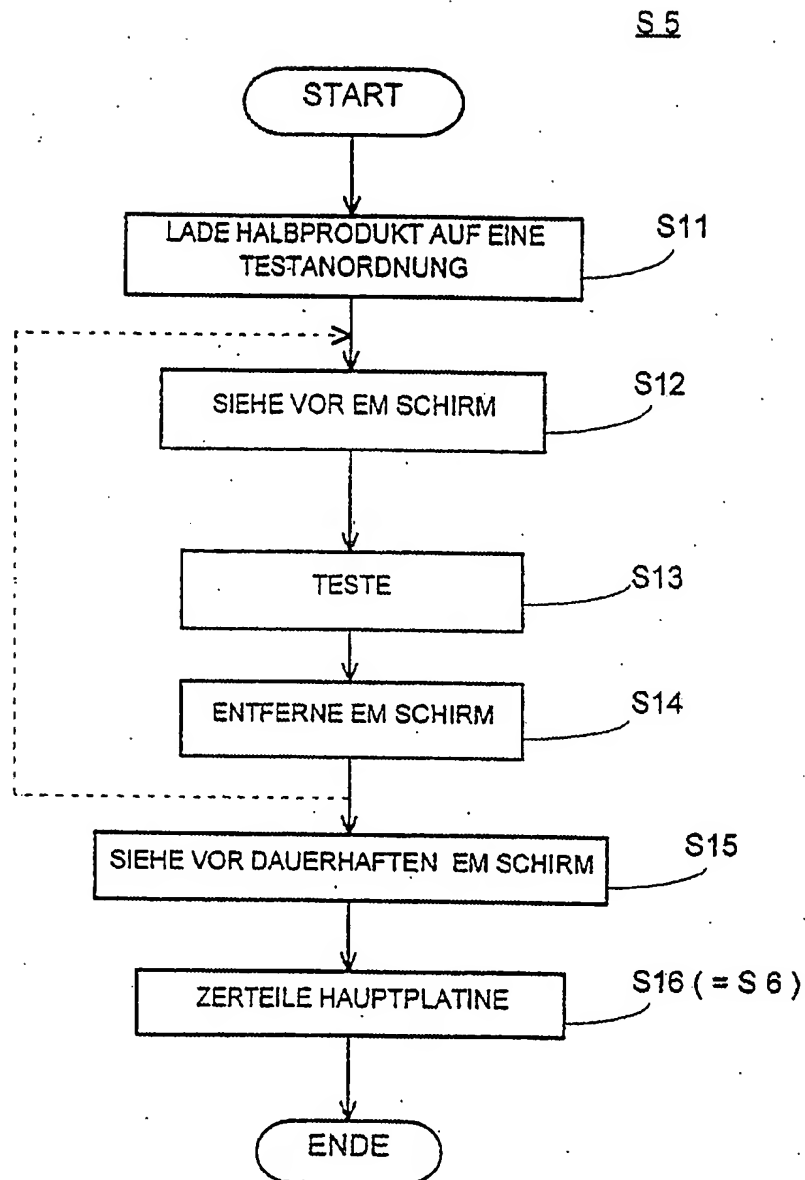 S 5
START
LADE HALBPRODUKT AUF EINE
TESTANORDNUNG
S11
SIEHE VOR EM SCHIRM
S12
TESTE
S13
ENTFERNE EM SCHIRM
S14
SIEHE VOR DAUERHAFTEN EM SCHIRM
S15
ZERTEILE HAUPTPLATINE
S16 ( = S 6 )
ENDE